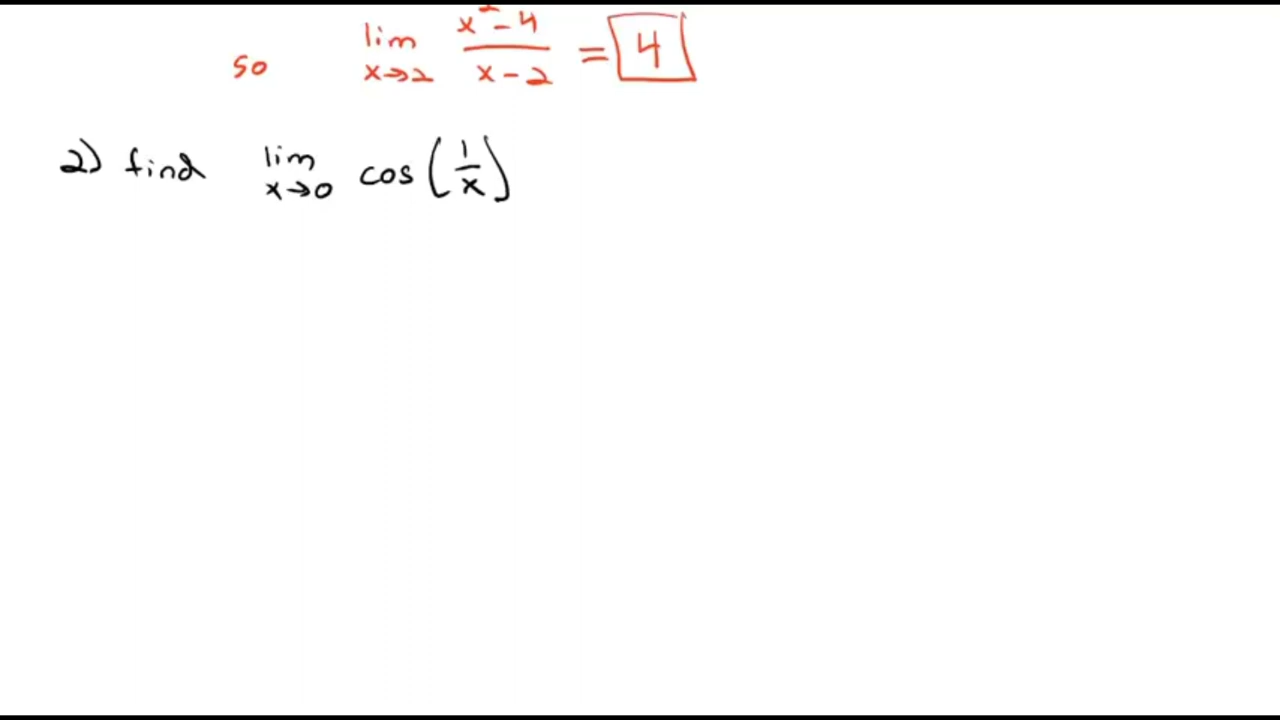 so lim x→2 x²-4 / x-2 = 4
2) find lim x→0 cos(1/x)